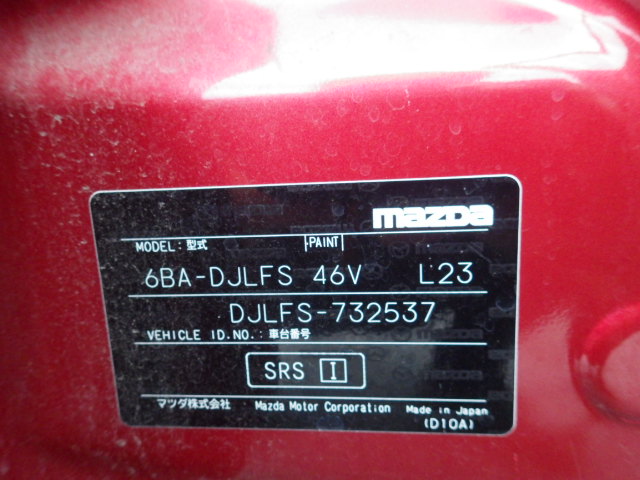 mazda
MODEL:型式 PAINT
6BA-DJLFS 46V L23
DJLFS-732537
VEHICLE ID.NO.:車台番号
SRS I
マツダ株式会社 Mazda Motor Corporation Made in Japan
(D10A)